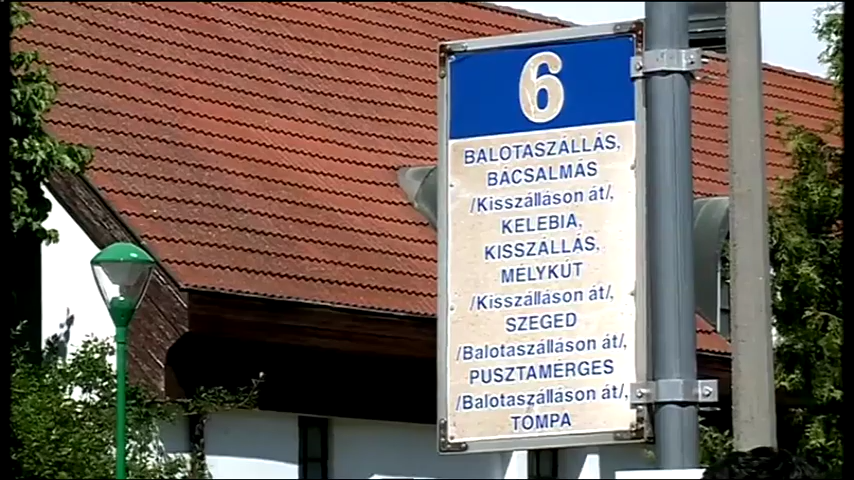 6
BALOTASZÁLLÁS,
BÁCSALMÁS
/Kisszálláson át/,
KELEBIA,
KISSZÁLLÁS,
MÉLYKÚT
/Kisszálláson át/,
SZEGED
/Balotaszálláson át/,
PUSZTAMÉRGES
/Balotaszálláson át/,
TOMPA